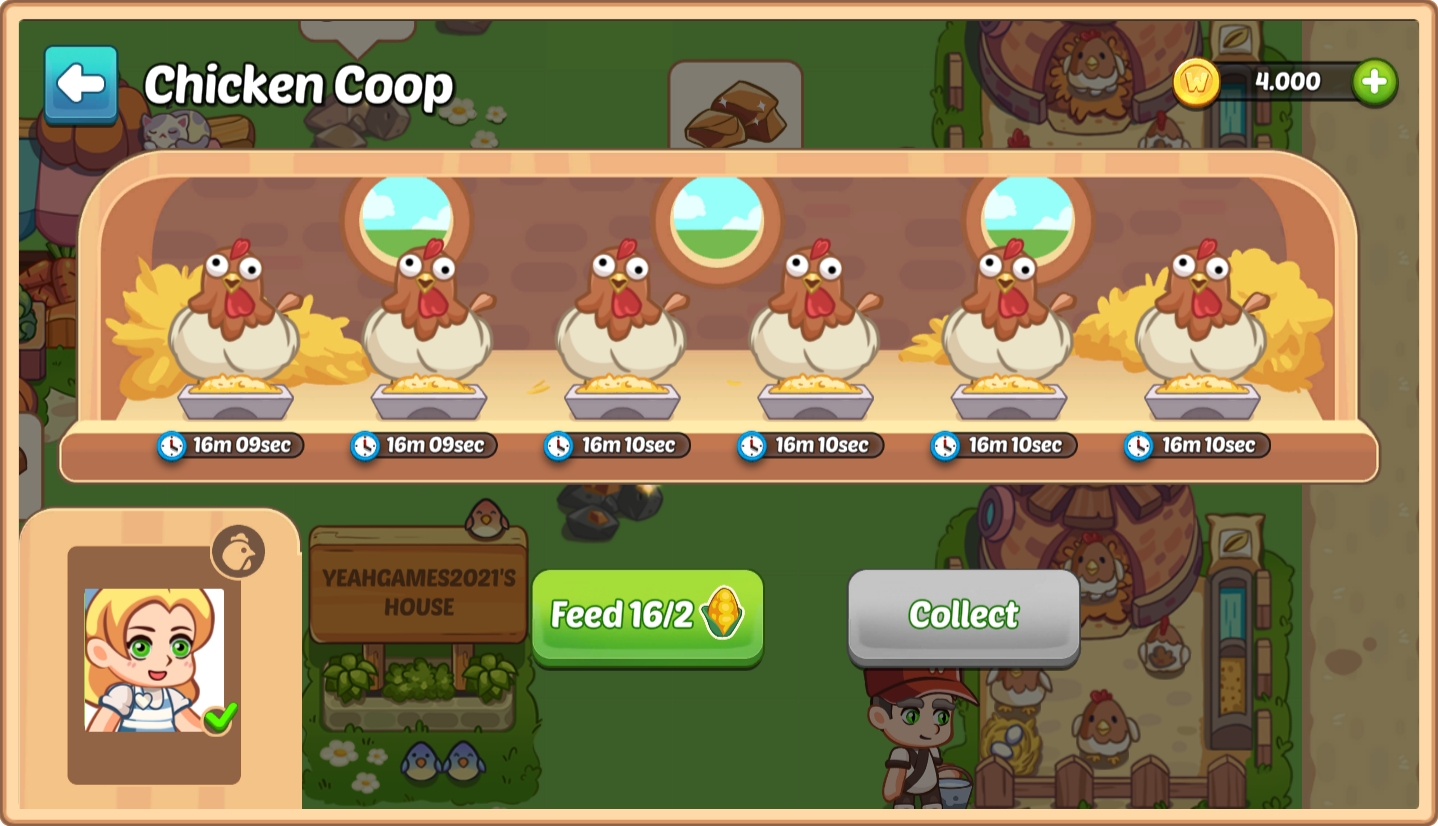 Chicken Coop
W
4.000
16m 09sec
16m 09sec
16m 10sec
16m 10sec
16m 10sec
16m 10sec
YEAHGAMES2021'S
HOUSE
Feed 16/2
Collect